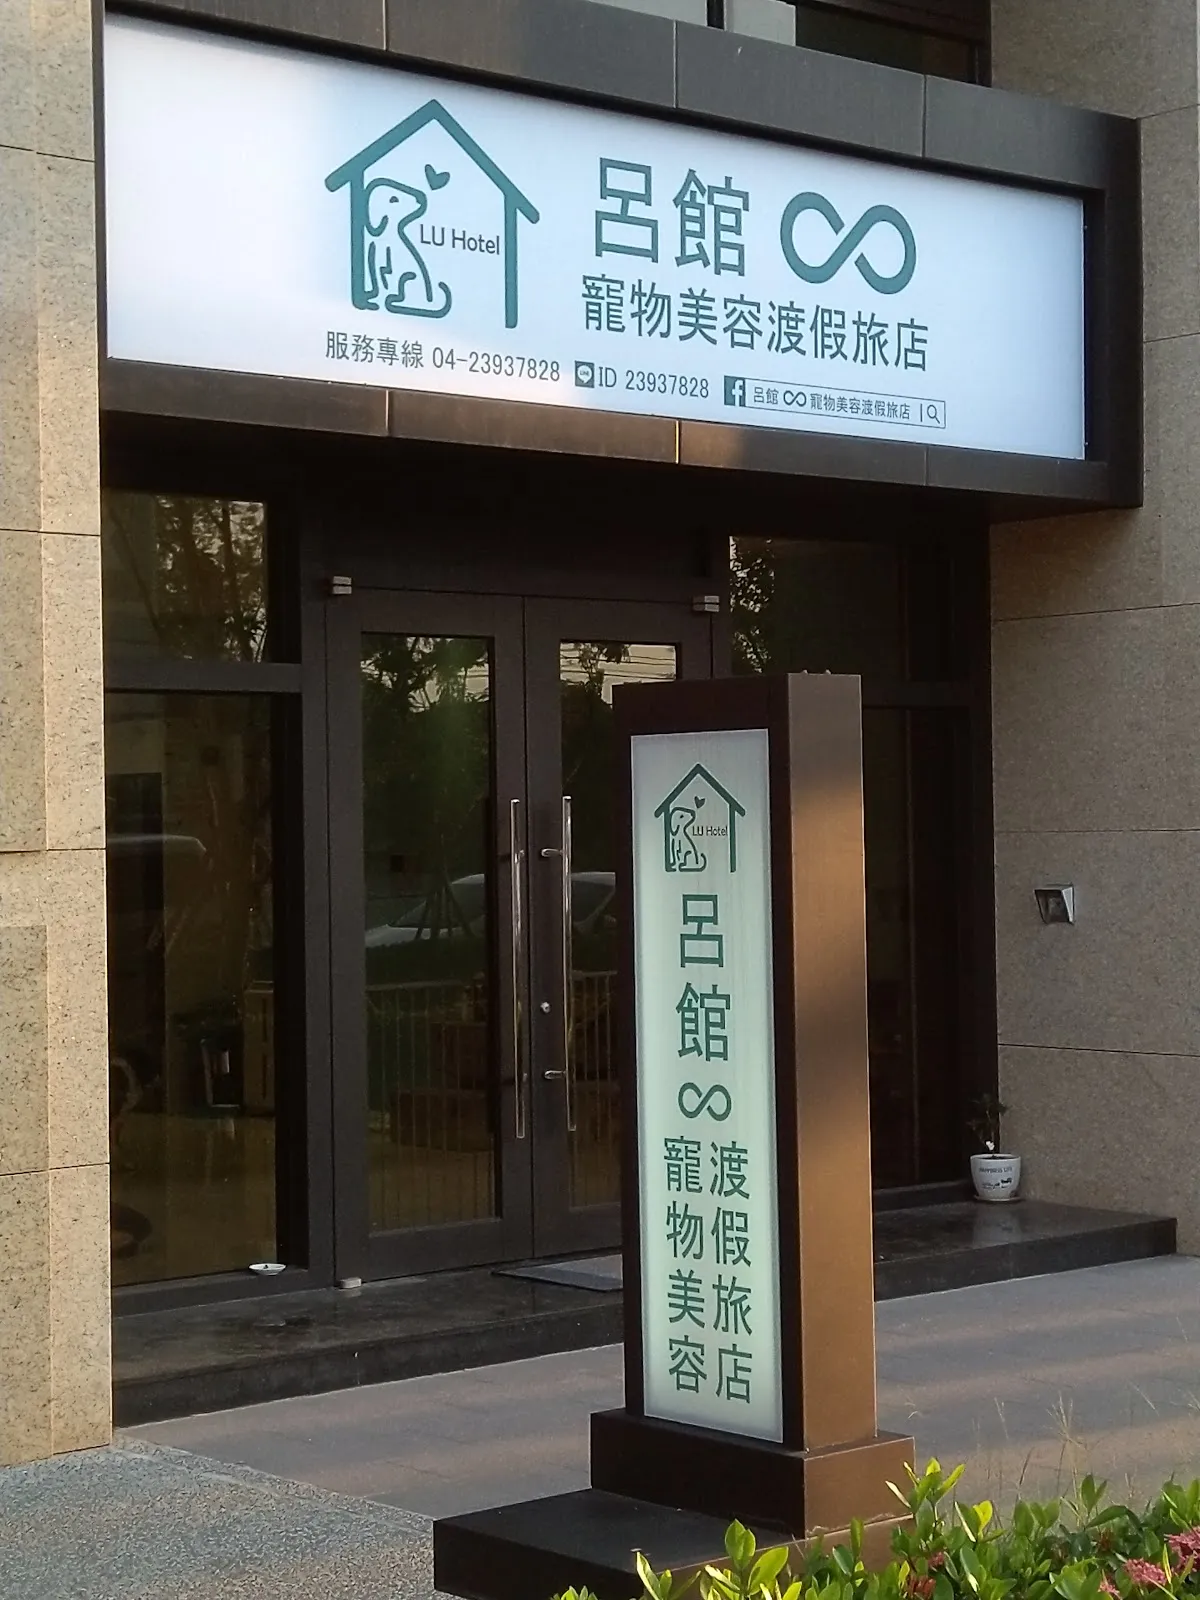 LU Hotel
呂館 ∞
寵物美容渡假旅店
服務專線 04-23937828 LINE ID 23937828 f 呂館 ∞ 寵物美容渡假旅店
LU Hotel
呂館
∞
寵物美容
渡假旅店